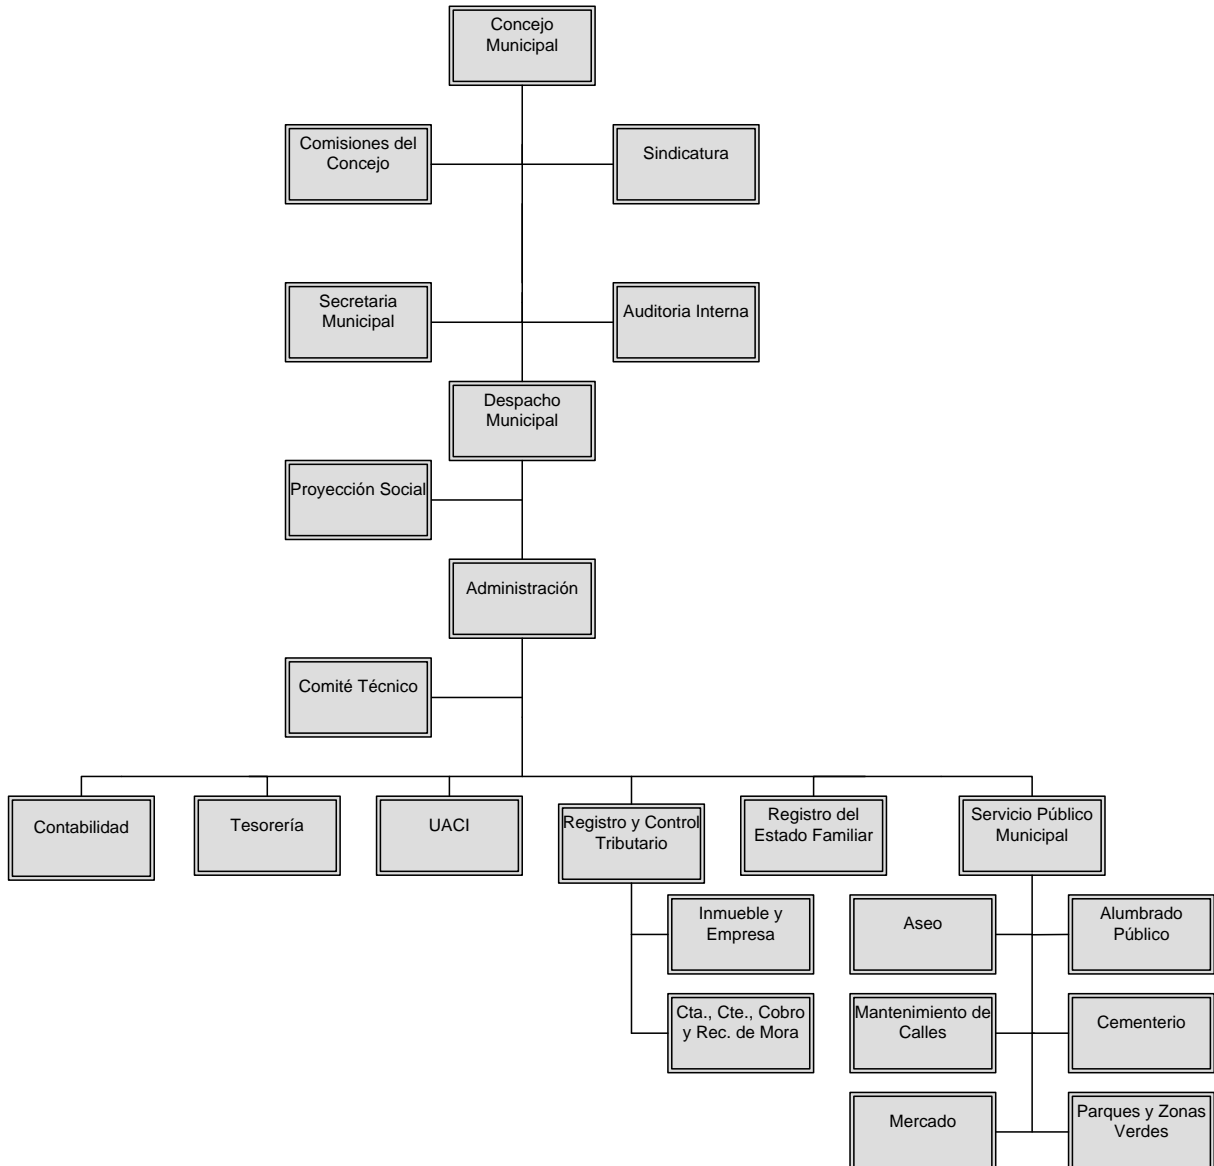 Concejo
Municipal
Comisiones del
Concejo
Sindicatura
Secretaria
Municipal
Auditoria Interna
Despacho
Municipal
Proyección Social
Administración
Comité Técnico
Contabilidad
Tesorería
UACI
Registro y Control
Tributario
Registro del
Estado Familiar
Servicio Público
Municipal
Inmueble y
Empresa
Aseo
Alumbrado
Público
Cta., Cte., Cobro
y Rec. de Mora
Mantenimiento de
Calles
Cementerio
Mercado
Parques y Zonas
Verdes